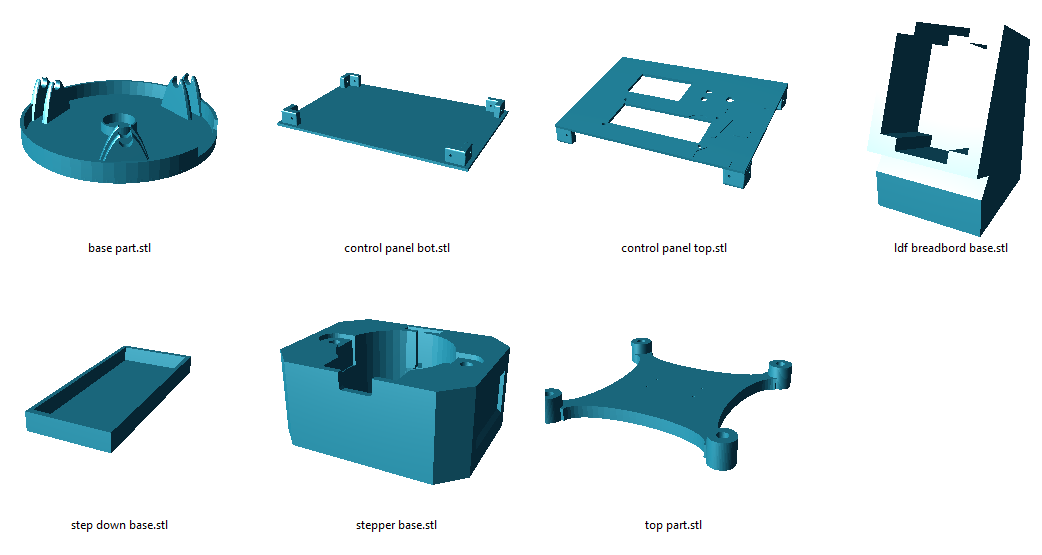 base part.stl
control panel bot.stl
control panel top.stl
ldf breadbord base.stl
step down base.stl
stepper base.stl
top part.stl